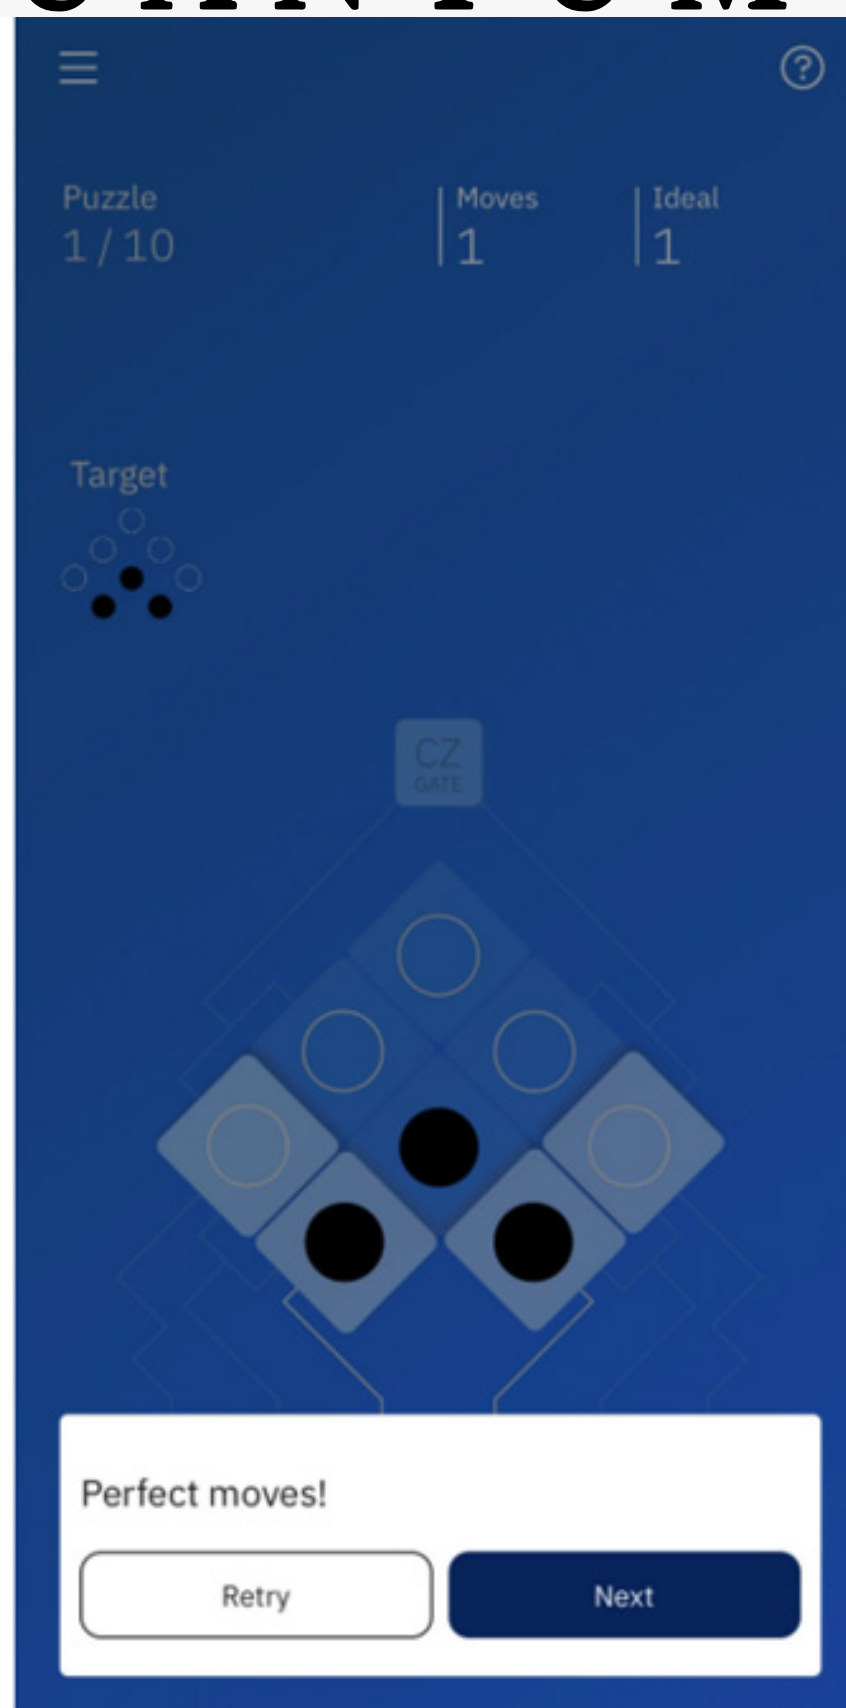 Puzzle
1 / 10
Moves
1
Ideal
1
Target
CZ
GATE
Perfect moves!
Retry
Next